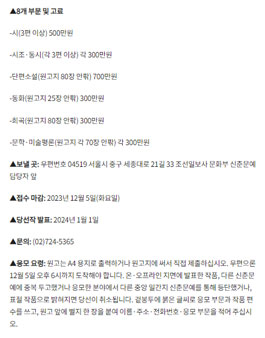 ▲8개 부문 및 고료
-시(3편 이상) 500만원
-시조·동시(각 3편 이상) 각 300만원
-단편소설(원고지 80장 안팎) 700만원
-동화(원고지 25장 안팎) 300만원
-희곡(원고지 80장 안팎) 300만원
-문학·미술평론(원고지 각 70장 안팎) 각 300만원
▲보낼 곳: 우편번호 04519 서울시 중구 세종대로 21길 33 조선일보사 문화부 신춘문예
담당자 앞
▲접수 마감: 2023년 12월 5일(화요일)
▲당선작 발표: 2024년 1월 1일
▲문의: (02)724-5365
▲응모 요령: 원고는 A4 용지로 출력하거나 원고지에 써서 직접 제출하십시오. 우편으론
12월 5일 오후 6시까지 도착해야 합니다. 온·오프라인 지면에 발표한 작품, 다른 신춘문
예에 중복 투고했거나 응모한 분야에서 다른 중앙 일간지 신춘문예를 통해 등단했거나,
표절 작품으로 밝혀지면 당선이 취소됩니다. 겉봉투에 붉은 글씨로 응모 부문과 작품 편
수를 쓰고, 원고 앞에 별지 한 장을 붙여 이름·주소·전화번호·응모 부문을 적어 주십시
오.